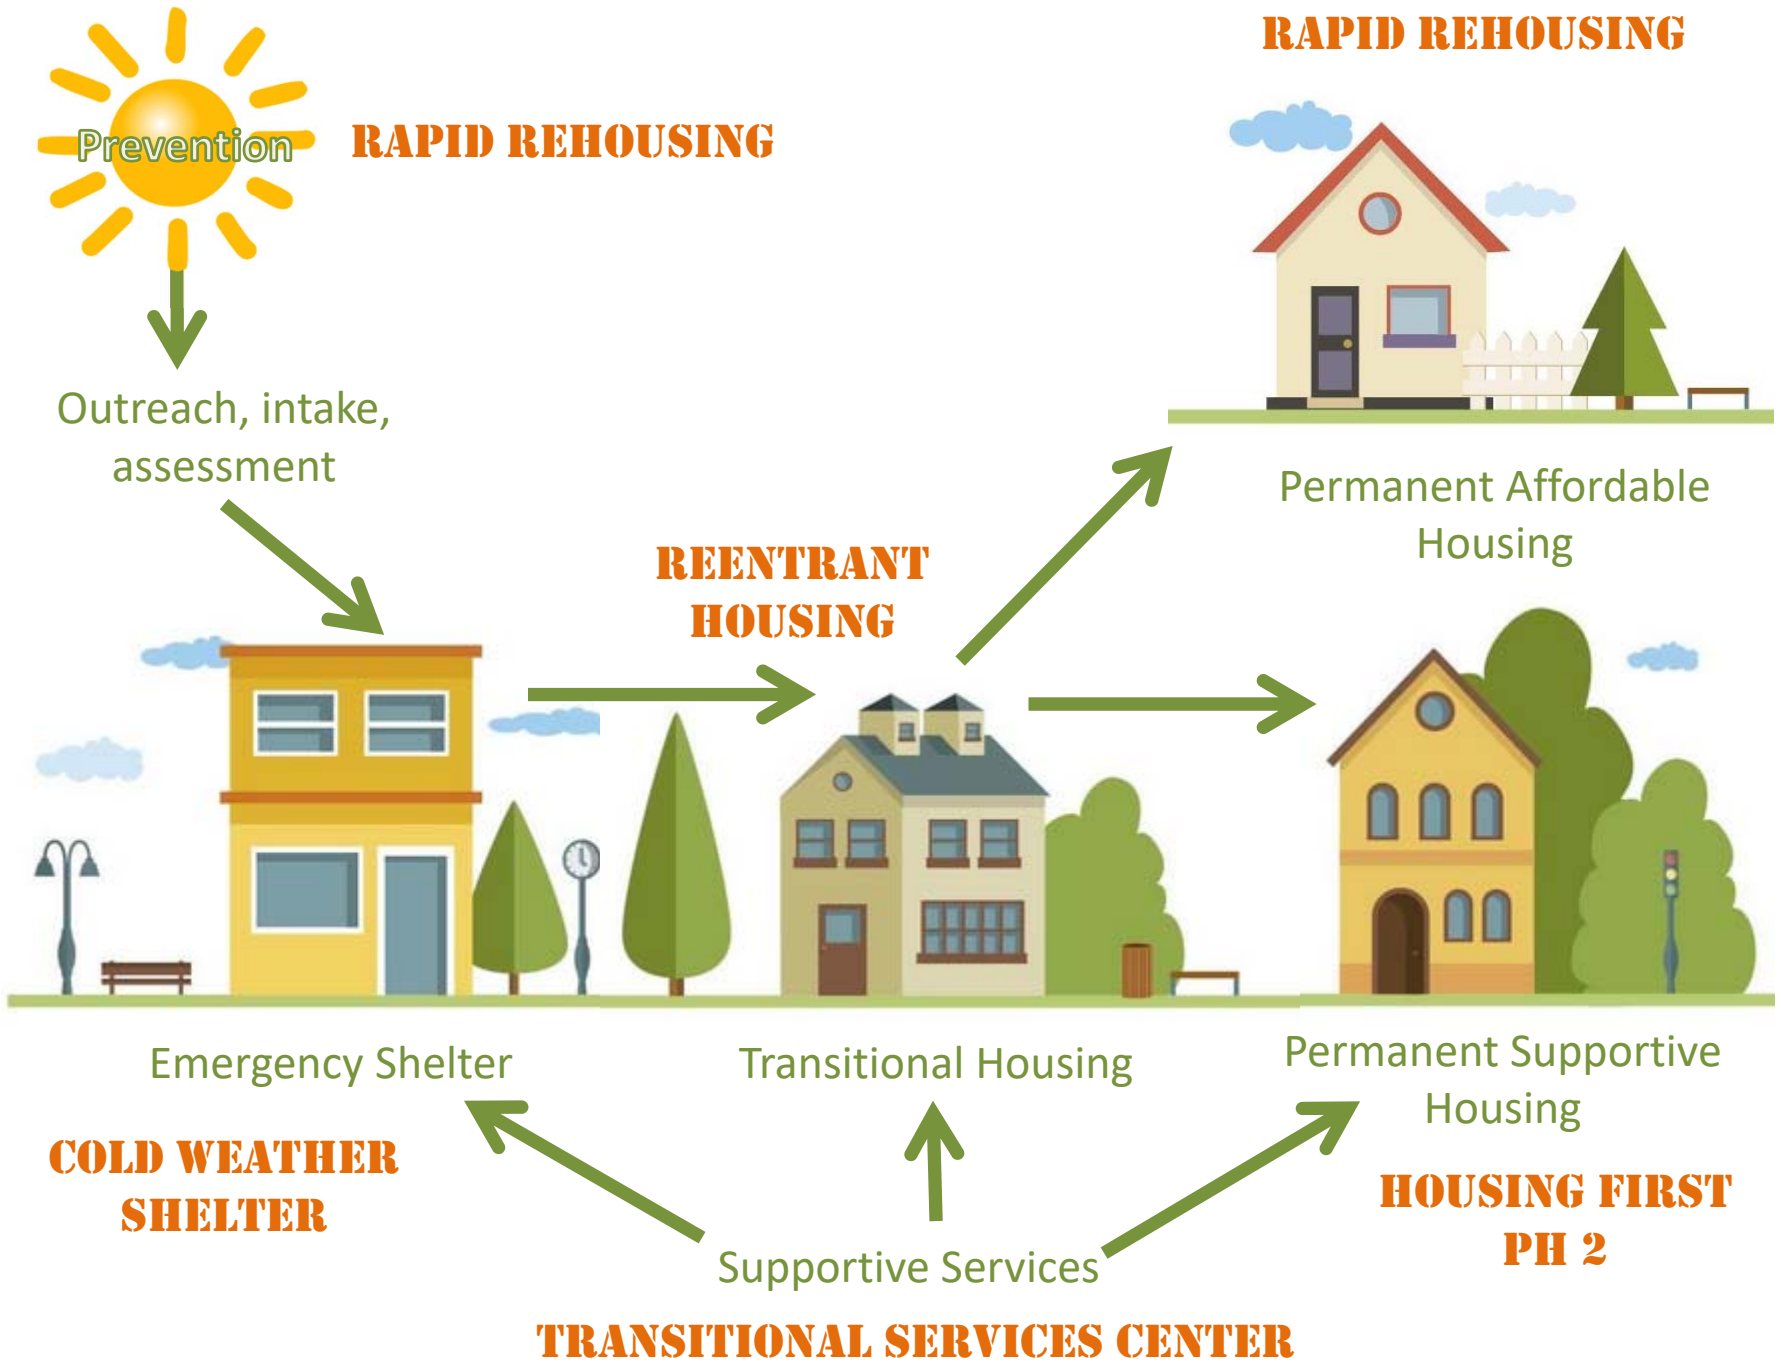 RAPID REHOUSING
Prevention
RAPID REHOUSING
Outreach, intake,
assessment
Permanent Affordable
Housing
REENTRANT
HOUSING
Emergency Shelter
Transitional Housing
Permanent Supportive
Housing
COLD WEATHER
SHELTER
HOUSING FIRST
PH 2
Supportive Services
TRANSITIONAL SERVICES CENTER